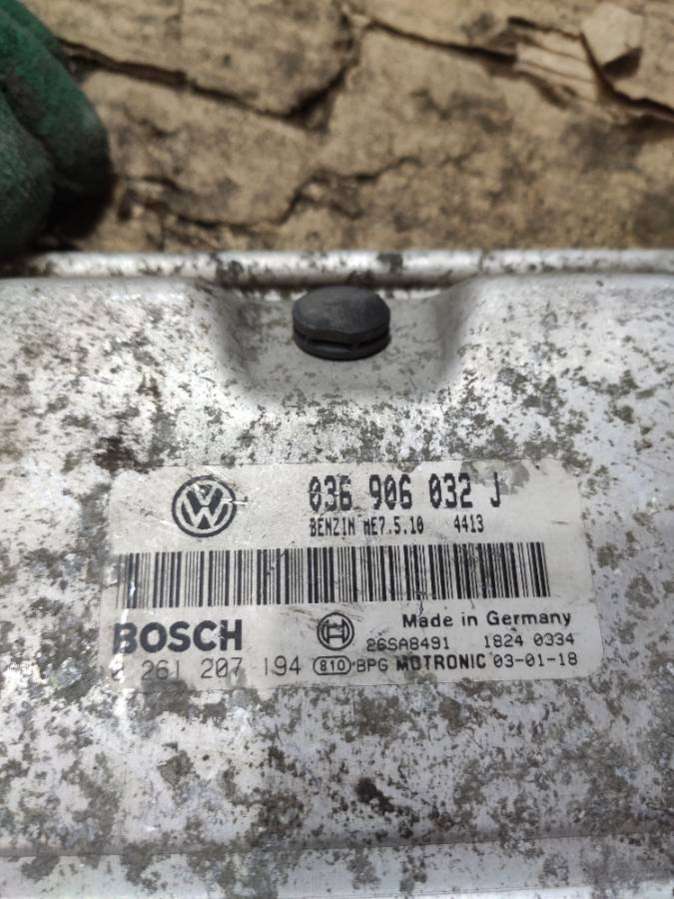 036 906 032 J
BENZIN ME7.5.10 4413
BOSCH
Made in Germany
26SA8491 1824 0334
261 207 194 810 BPG MOTRONIC 03-01-18